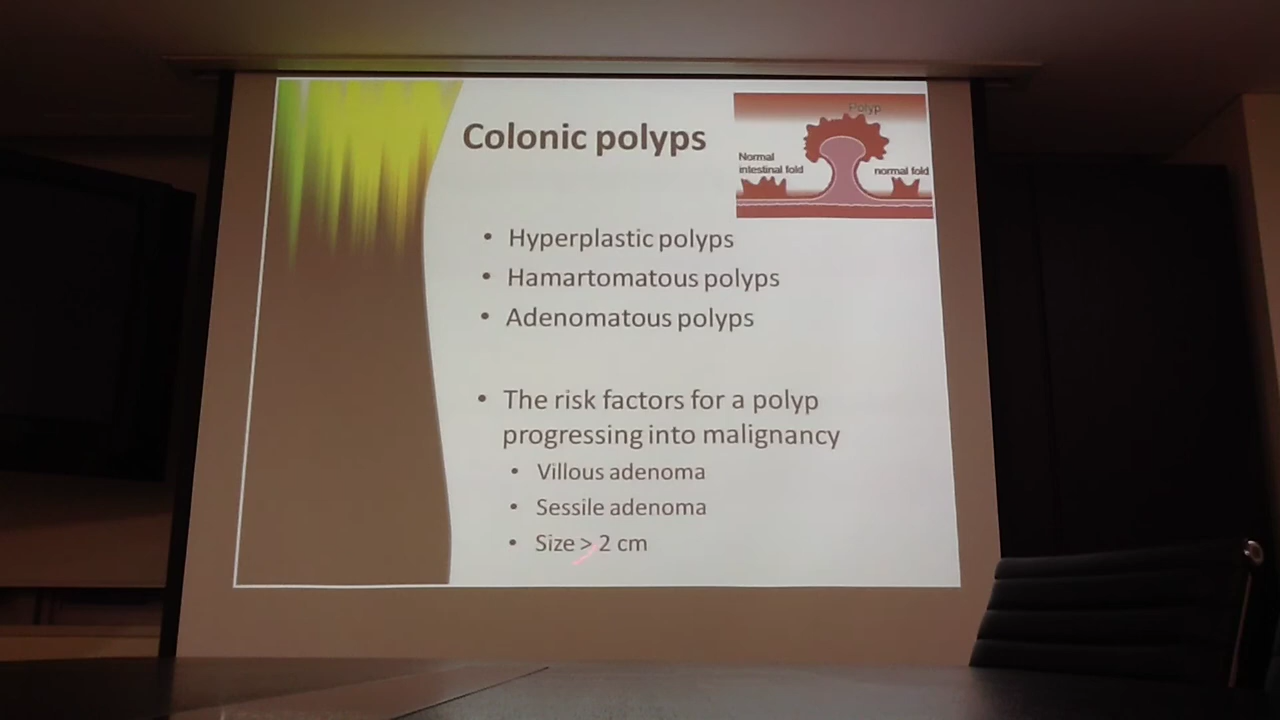 Colonic polyps
Polyp
Normal
intestinal fold
normal fold
• Hyperplastic polyps
• Hamartomatous polyps
• Adenomatous polyps
• The risk factors for a polyp
progressing into malignancy
• Villous adenoma
• Sessile adenoma
• Size > 2 cm